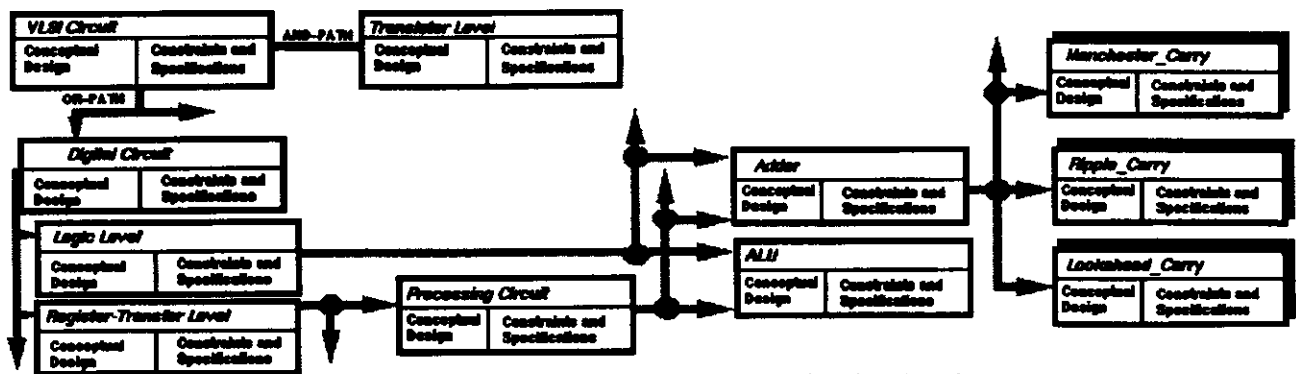 VLSI Circuit
Conceptual Design
Constraints and Specifications
AND-PATH
Transistor Level
Conceptual Design
Constraints and Specifications
OR-PATH
Digital Circuit
Conceptual Design
Constraints and Specifications
Logic Level
Conceptual Design
Constraints and Specifications
Register-Transfer Level
Conceptual Design
Constraints and Specifications
Processing Circuit
Conceptual Design
Constraints and Specifications
Adder
Conceptual Design
Constraints and Specifications
ALU
Conceptual Design
Constraints and Specifications
Manchester_Carry
Conceptual Design
Constraints and Specifications
Ripple_Carry
Conceptual Design
Constraints and Specifications
Lookahead_Carry
Conceptual Design
Constraints and Specifications